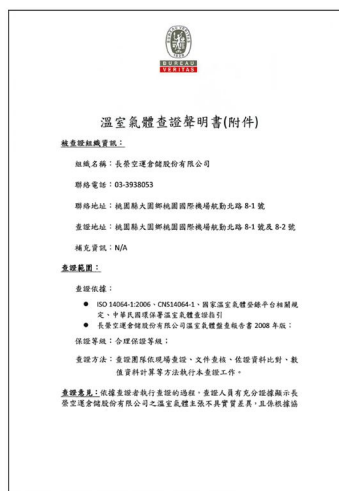 BUREAU
VERITAS
溫室氣體查證聲明書(附件)
被查證組織資訊：
組織名稱：長榮空運倉儲股份有限公司
聯絡電話：03-3938053
聯絡地址：桃園縣大園鄉桃園國際機場航勤北路 8-1 號
查證地址：桃園縣大園鄉桃園國際機場航勤北路 8-1 號及 8-2 號
補充資訊：N/A
查證範圍：
查證依據：
● ISO 14064-1:2006、CNS14064-1、國家溫室氣體登錄平台相關規
定、中華民國環保署溫室氣體查證指引
● 長榮空運倉儲股份有限公司溫室氣體盤查報告書 2008 年版；
保證等級：合理保證等級；
查證方法：查證團隊依現場查證、文件查核、佐證資料比對、數
值資料計算等方法執行本查證工作。
查證意見：依據查證者執行查證的過程，查證人員有充分證據顯示長
榮空運倉儲股份有限公司之溫室氣體主張不具實質差異，且係根據協